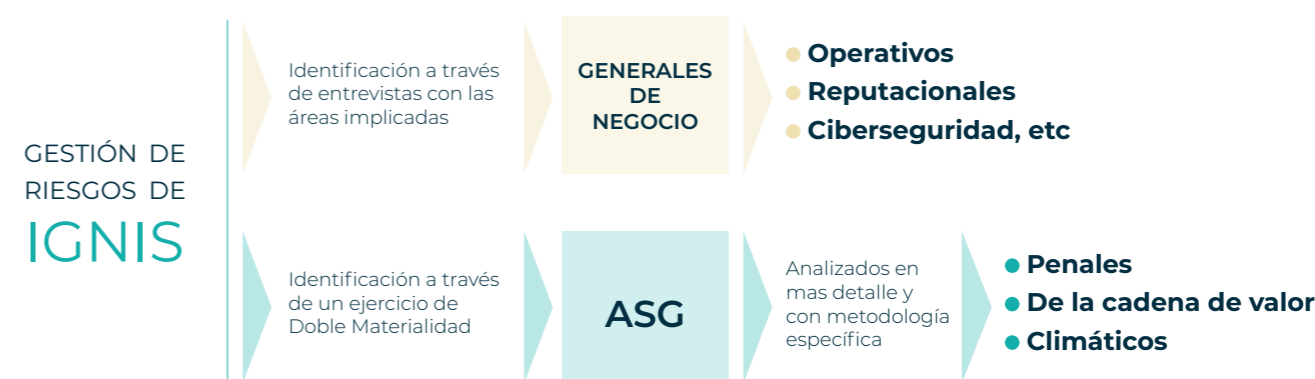 GESTIÓN DE
RIESGOS DE
IGNIS
Identificación a través
de entrevistas con las
áreas implicadas
GENERALES
DE
NEGOCIO
Operativos
Reputacionales
Ciberseguridad, etc
Identificación a través
de un ejercicio de
Doble Materialidad
ASG
Analizados en
mas detalle y
con metodología
específica
Penales
De la cadena de valor
Climáticos